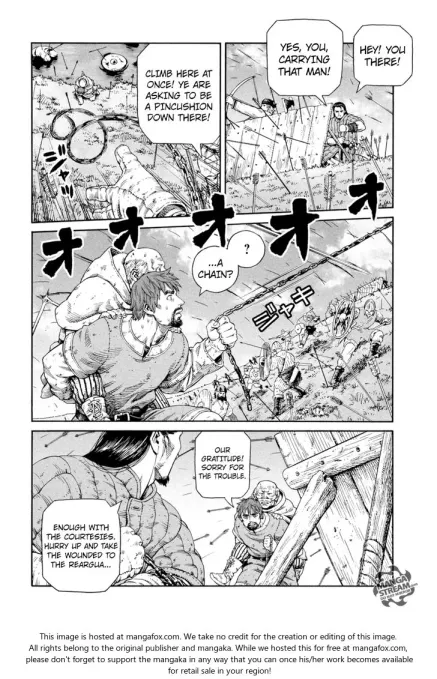 HEY! YOU
THERE!
YES, YOU,
CARRYING
THAT MAN!
CLIMB HERE AT
ONCE! YE ARE
ASKING TO BE
A PINCUSHION
DOWN THERE!
ジャッ
オオオオオ
?
...A
CHAIN?
ジャキ
OUR
GRATITUDE!
SORRY FOR
THE TROUBLE.
ENOUGH WITH
THE COURTESIES.
HURRY UP AND TAKE
THE WOUNDED TO
THE REARGUA...
MANGA
STREAM
This image is hosted at mangafox.com. We take no credit for the creation or editing of this image.
All rights belong to the original publisher and mangaka. While we hosted this for free at mangafox.com,
please don't forget to support the mangaka in any way that you can once his/her work becomes available
for retail sale in your region!